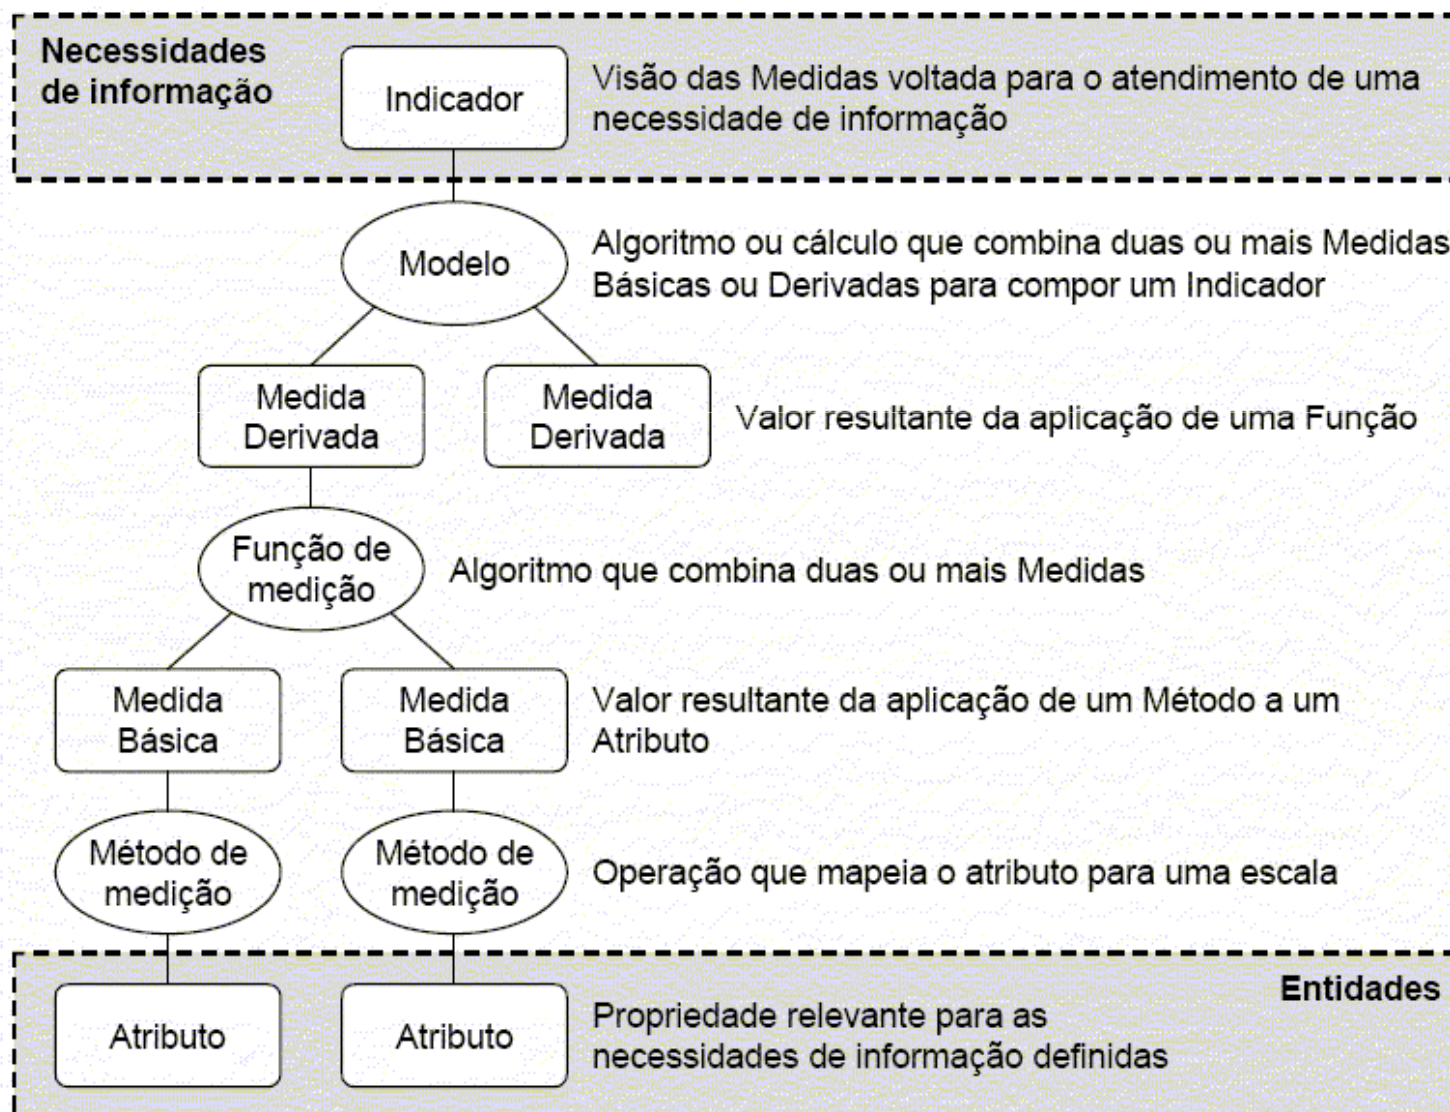 Necessidades
de informação
Indicador
Visão das Medidas voltada para o atendimento de uma
necessidade de informação
Modelo
Algoritmo ou cálculo que combina duas ou mais Medidas
Básicas ou Derivadas para compor um Indicador
Medida
Derivada
Medida
Derivada
Valor resultante da aplicação de uma Função
Função de
medição
Algoritmo que combina duas ou mais Medidas
Medida
Básica
Medida
Básica
Valor resultante da aplicação de um Método a um
Atributo
Método de
medição
Método de
medição
Operação que mapeia o atributo para uma escala
Entidades
Atributo
Atributo
Propriedade relevante para as
necessidades de informação definidas